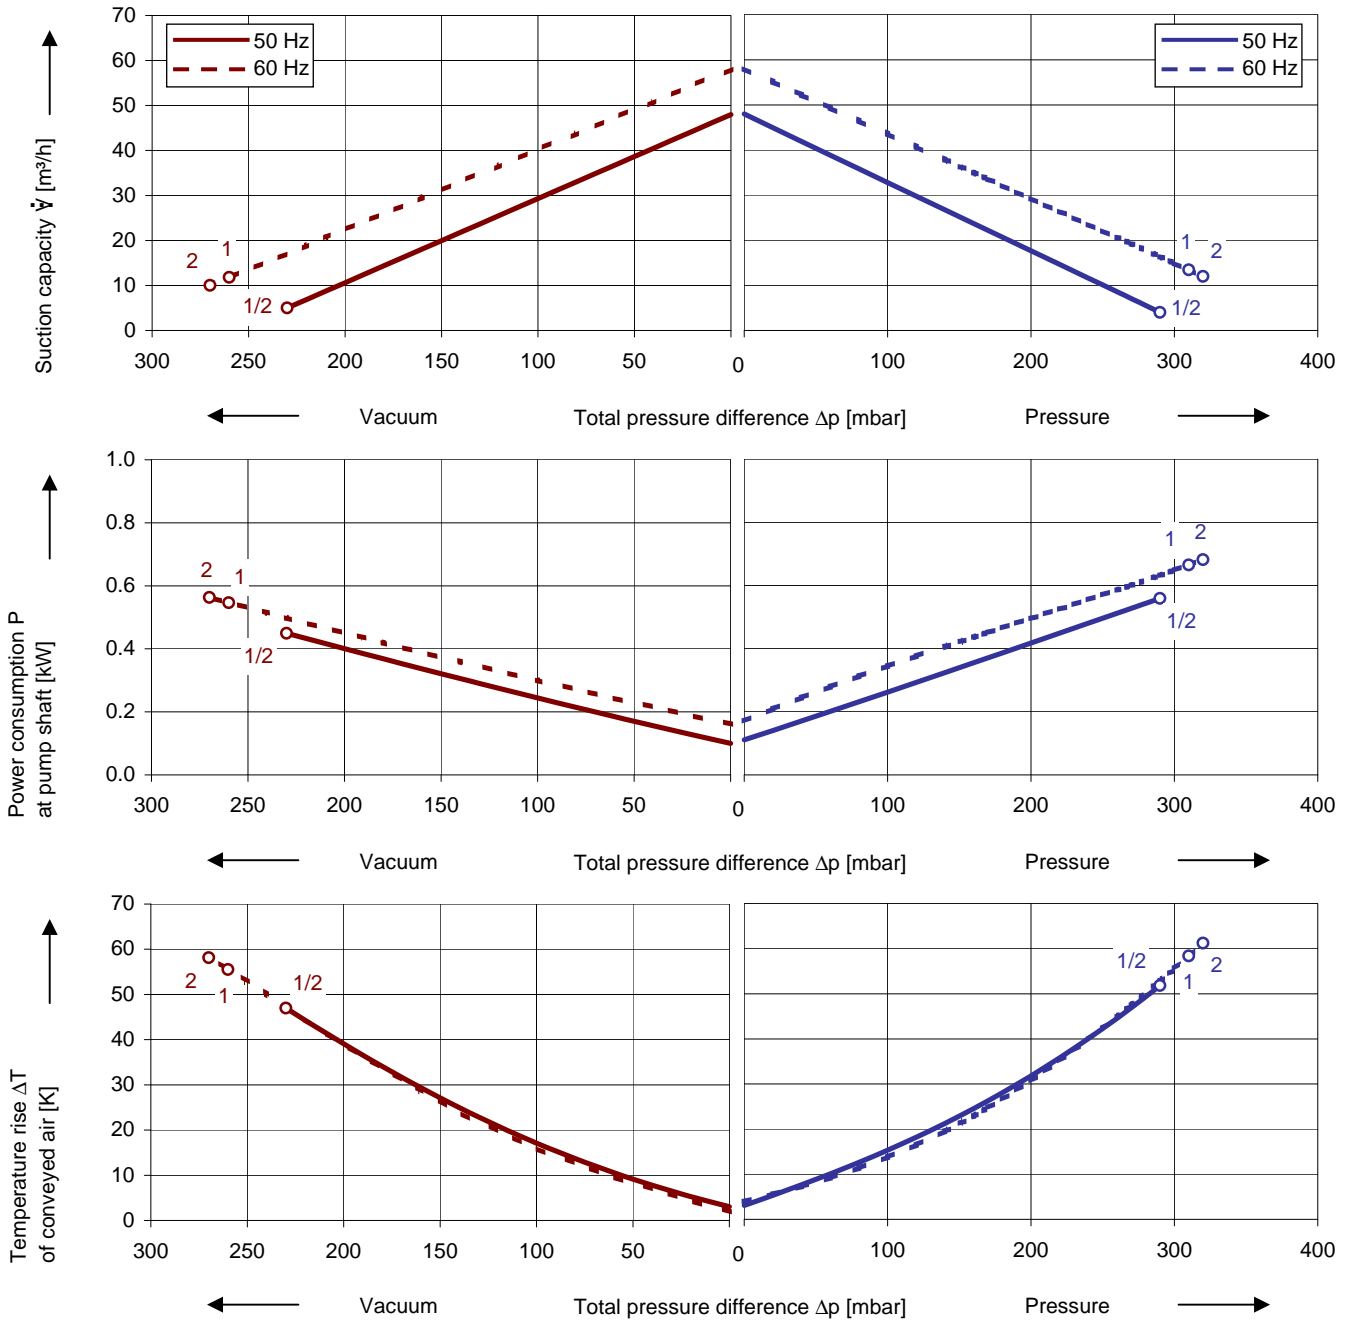 70
60
50
40
30
20
10
0
Suction capacity V̇ [m³/h]
50 Hz
60 Hz
50 Hz
60 Hz
2
1
1/2
1
2
1/2
300 250 200 150 100 50 0 100 200 300 400
Vacuum Total pressure difference Δp [mbar] Pressure
1.0
0.8
0.6
0.4
0.2
0.0
Power consumption P
at pump shaft [kW]
2
1
1/2
1
2
1/2
300 250 200 150 100 50 0 100 200 300 400
Vacuum Total pressure difference Δp [mbar] Pressure
70
60
50
40
30
20
10
0
Temperature rise ΔT
of conveyed air [K]
2
1
1/2
1/2
1
2
300 250 200 150 100 50 0 100 200 300 400
Vacuum Total pressure difference Δp [mbar] Pressure